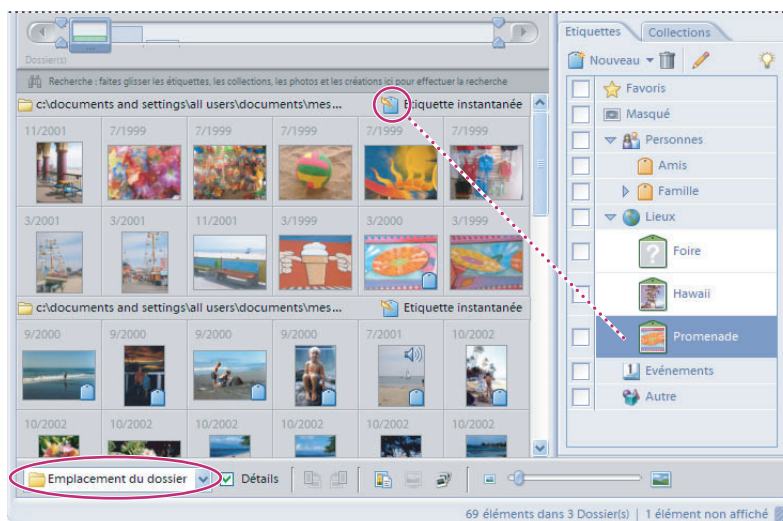 Dossier(s)
Recherche : faites glisser les étiquettes, les collections, les photos et les créations ici pour effectuer la recherche
c:\documents and settings\all users\documents\mes... Etiquette instantanée
11/2001 7/1999 7/1999 7/1999 7/1999 7/1999
3/2001 3/2001 11/2001 3/1999 3/2000 3/1999
c:\documents and settings\all users\documents\mes... Etiquette instantanée
9/2000 9/2000 9/2000 9/2000 7/2001 10/2002
10/2002 10/2002 10/2002 10/2002 10/2002 10/2002
Emplacement du dossier Détails
69 éléments dans 3 Dossier(s) | 1 élément non affiché
Etiquettes Collections
Nouveau
Favoris
Masqué
Personnes
Amis
Famille
Lieux
Foire
Hawaii
Promenade
Evénements
Autre